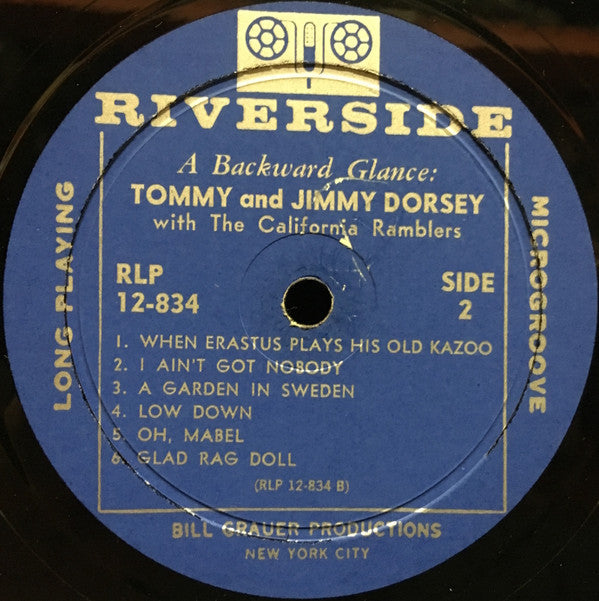 RIVERSIDE
A Backward Glance:
TOMMY and JIMMY DORSEY
with The California Ramblers
LONG PLAYING
MICROGROOVE
RLP
12-834
SIDE
2
1. WHEN ERASTUS PLAYS HIS OLD KAZOO
2. I AIN'T GOT NOBODY
3. A GARDEN IN SWEDEN
4. LOW DOWN
5. OH, MABEL
6. GLAD RAG DOLL
(RLP 12-834 B)
BILL GRAUER PRODUCTIONS
NEW YORK CITY